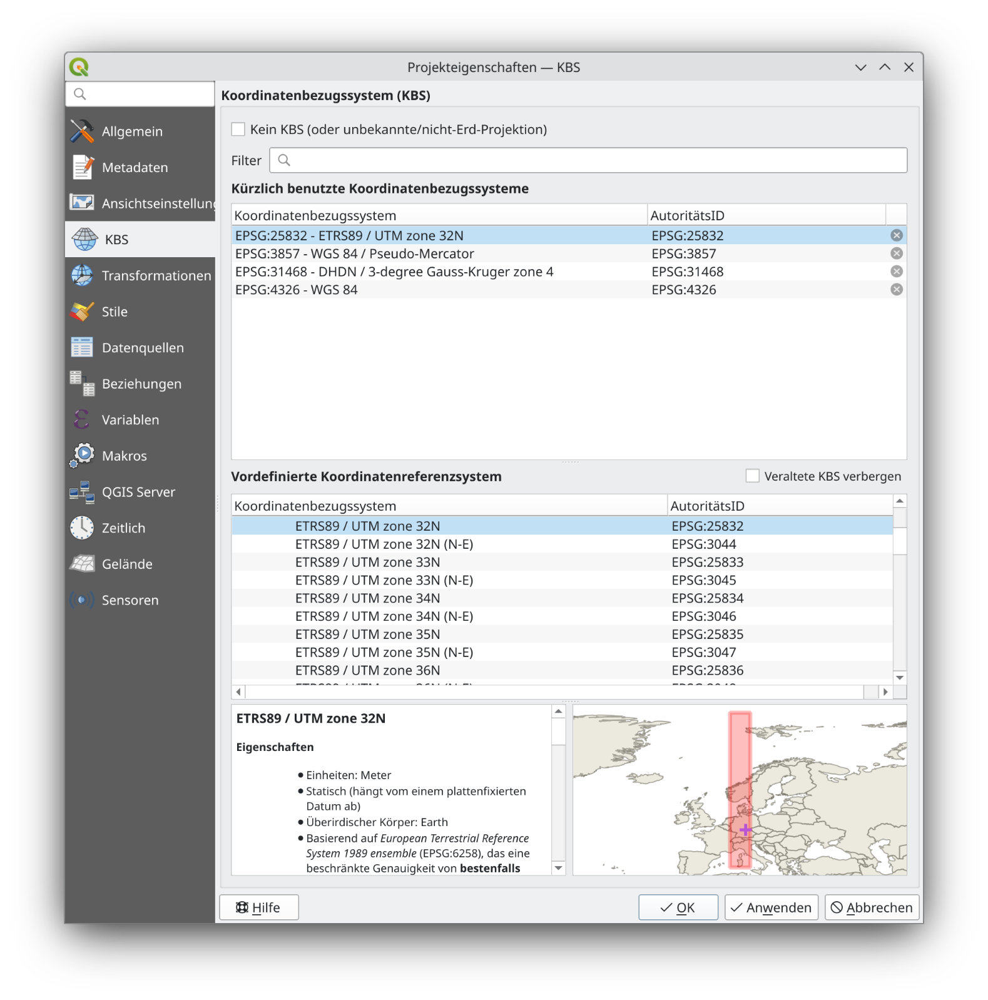 Projekteigenschaften — KBS
Koordinatenbezugssystem (KBS)
Allgemein
Metadaten
Ansichtseinstellung
KBS
Transformationen
Stile
Datenquellen
Beziehungen
Variablen
Makros
QGIS Server
Zeitlich
Gelände
Sensoren
Kein KBS (oder unbekannte/nicht-Erd-Projektion)
Filter
Kürzlich benutzte Koordinatenbezugssysteme
Koordinatenbezugssystem AutoritätsID
EPSG:25832 - ETRS89 / UTM zone 32N EPSG:25832
EPSG:3857 - WGS 84 / Pseudo-Mercator EPSG:3857
EPSG:31468 - DHDN / 3-degree Gauss-Kruger zone 4 EPSG:31468
EPSG:4326 - WGS 84 EPSG:4326
Vordefinierte Koordinatenreferenzsystem Veraltete KBS verbergen
Koordinatenbezugssystem AutoritätsID
ETRS89 / UTM zone 32N EPSG:25832
ETRS89 / UTM zone 32N (N-E) EPSG:3044
ETRS89 / UTM zone 33N EPSG:25833
ETRS89 / UTM zone 33N (N-E) EPSG:3045
ETRS89 / UTM zone 34N EPSG:25834
ETRS89 / UTM zone 34N (N-E) EPSG:3046
ETRS89 / UTM zone 35N EPSG:25835
ETRS89 / UTM zone 35N (N-E) EPSG:3047
ETRS89 / UTM zone 36N EPSG:25836
ETRS89 / UTM zone 32N
Eigenschaften
Einheiten: Meter
Statisch (hängt vom einem plattenfixierten
Datum ab)
Überirdischer Körper: Earth
Basierend auf European Terrestrial Reference
System 1989 ensemble (EPSG:6258), das eine
beschränkte Genauigkeit von bestenfalls
Hilfe OK Anwenden Abbrechen